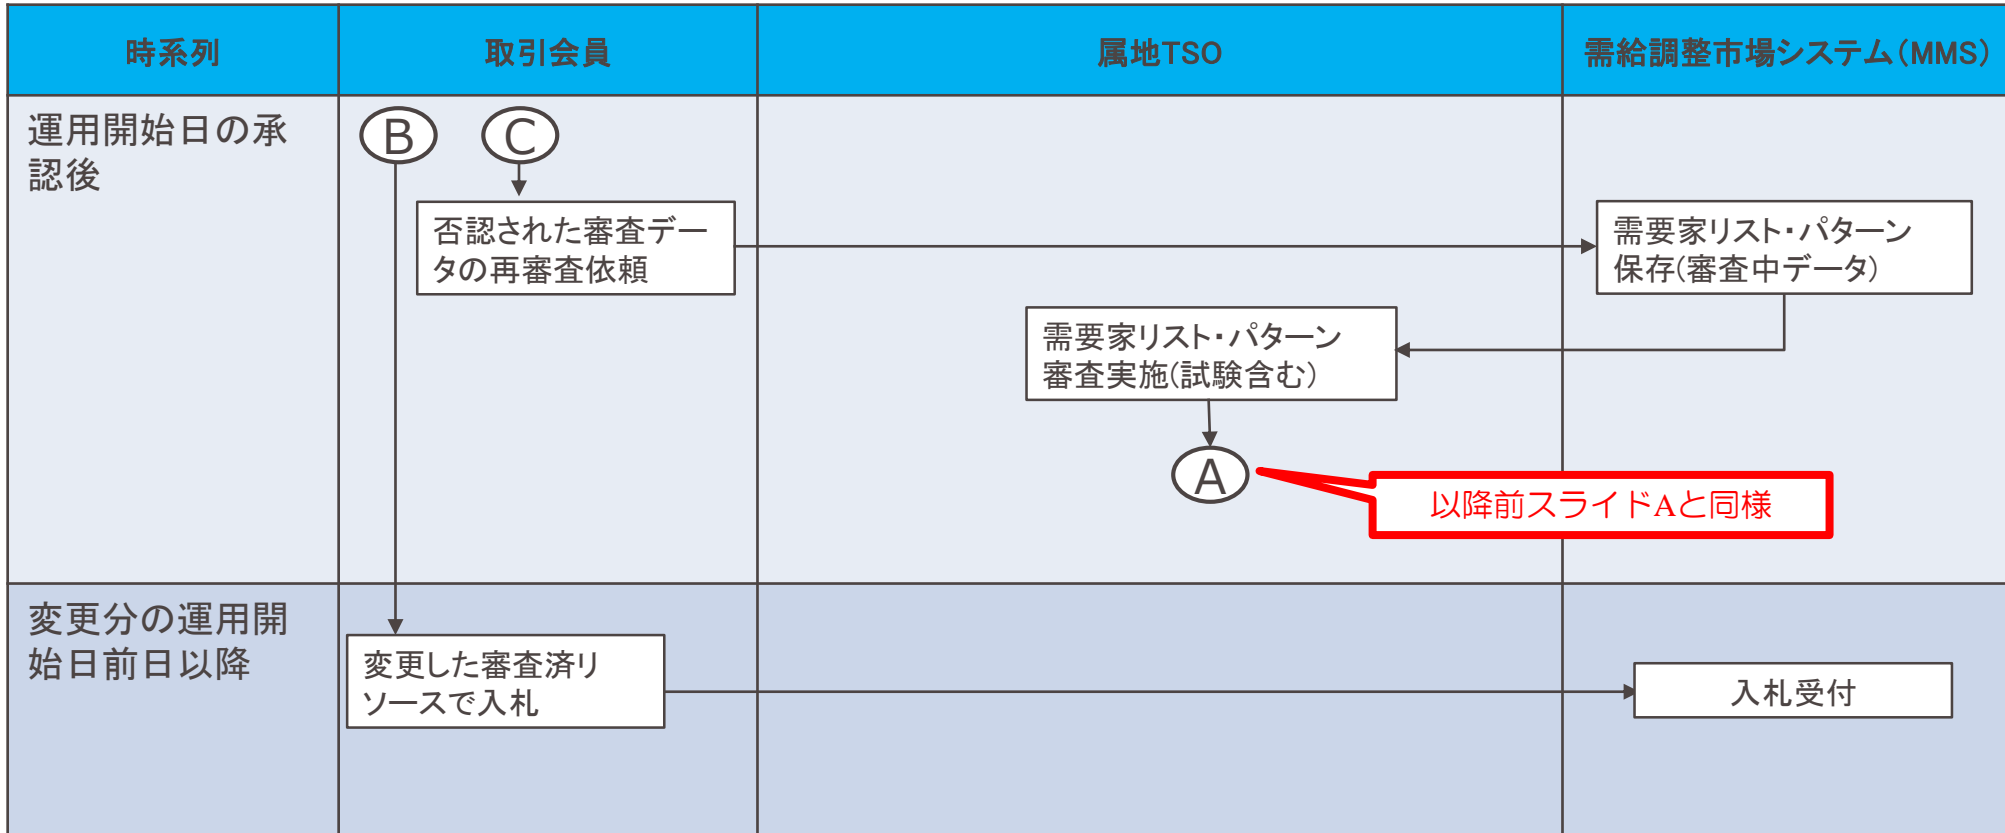 時系列
取引会員
属地TSO
需給調整市場システム(MMS)
運用開始日の承
認後
B
C
否認された審査デー
タの再審査依頼
需要家リスト・パターン
保存(審査中データ)
需要家リスト・パターン
審査実施(試験含む)
A
以降前スライドAと同様
変更分の運用開
始日前日以降
変更した審査済リ
ソースで入札
入札受付